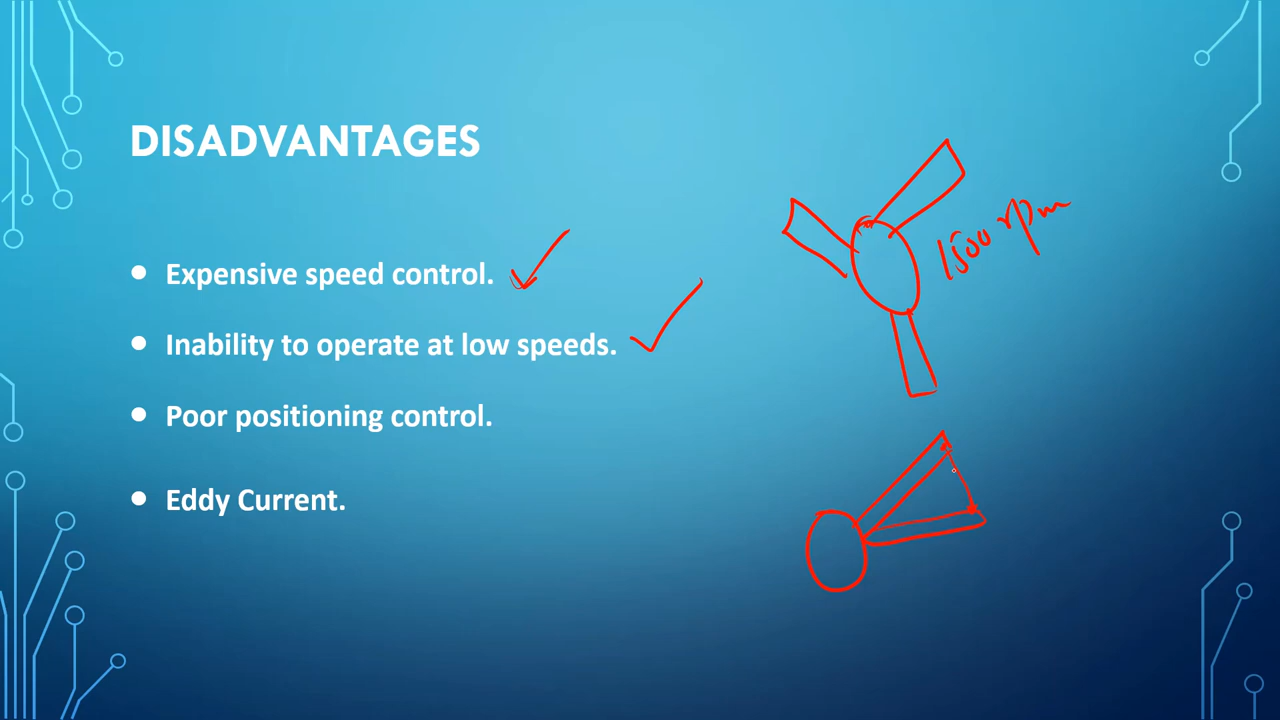 DISADVANTAGES
• Expensive speed control.
• Inability to operate at low speeds.
• Poor positioning control.
• Eddy Current.
1500 rpm